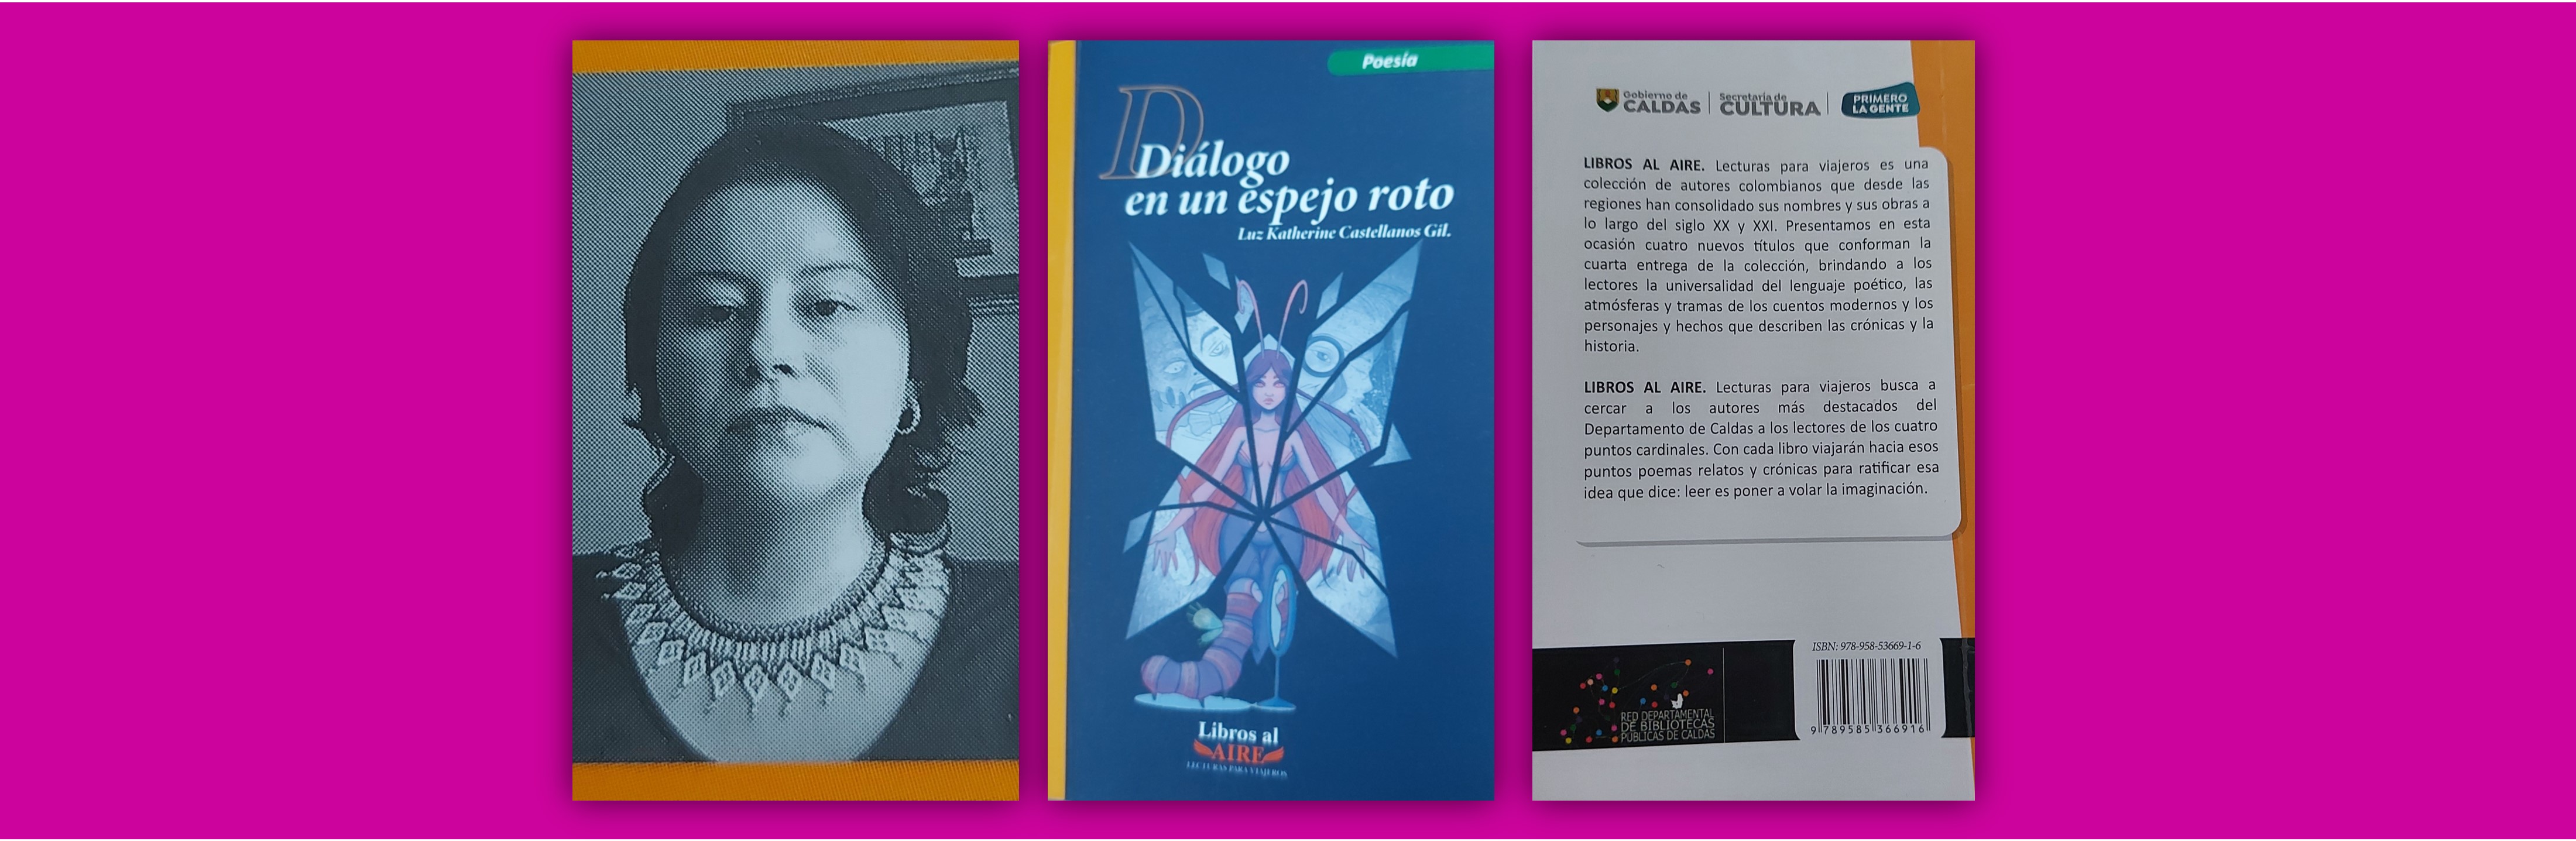 Poesía
D
Diálogo
en un espejo roto
Luz Katherine Castellanos Gil.
Libros al
AIRE
LECTURAS PARA VIAJEROS
Gobierno de
CALDAS
Secretaría de
CULTURA
PRIMERO
LA GENTE
LIBROS AL AIRE. Lecturas para viajeros es una
colección de autores colombianos que desde las
regiones han consolidado sus nombres y sus obras a
lo largo del siglo XX y XXI. Presentamos en esta
ocasión cuatro nuevos títulos que conforman la
cuarta entrega de la colección, brindando a los
lectores la universalidad del lenguaje poético, las
atmósferas y tramas de los cuentos modernos y los
personajes y hechos que describen las crónicas y la
historia.
LIBROS AL AIRE. Lecturas para viajeros busca a
cercar a los autores más destacados del
Departamento de Caldas a los lectores de los cuatro
puntos cardinales. Con cada libro viajarán hacia esos
puntos poemas relatos y crónicas para ratificar esa
idea que dice: leer es poner a volar la imaginación.
ISBN: 978-958-53669-1-6
9 789585 366916
RED DEPARTAMENTAL
DE BIBLIOTECAS
PÚBLICAS DE CALDAS